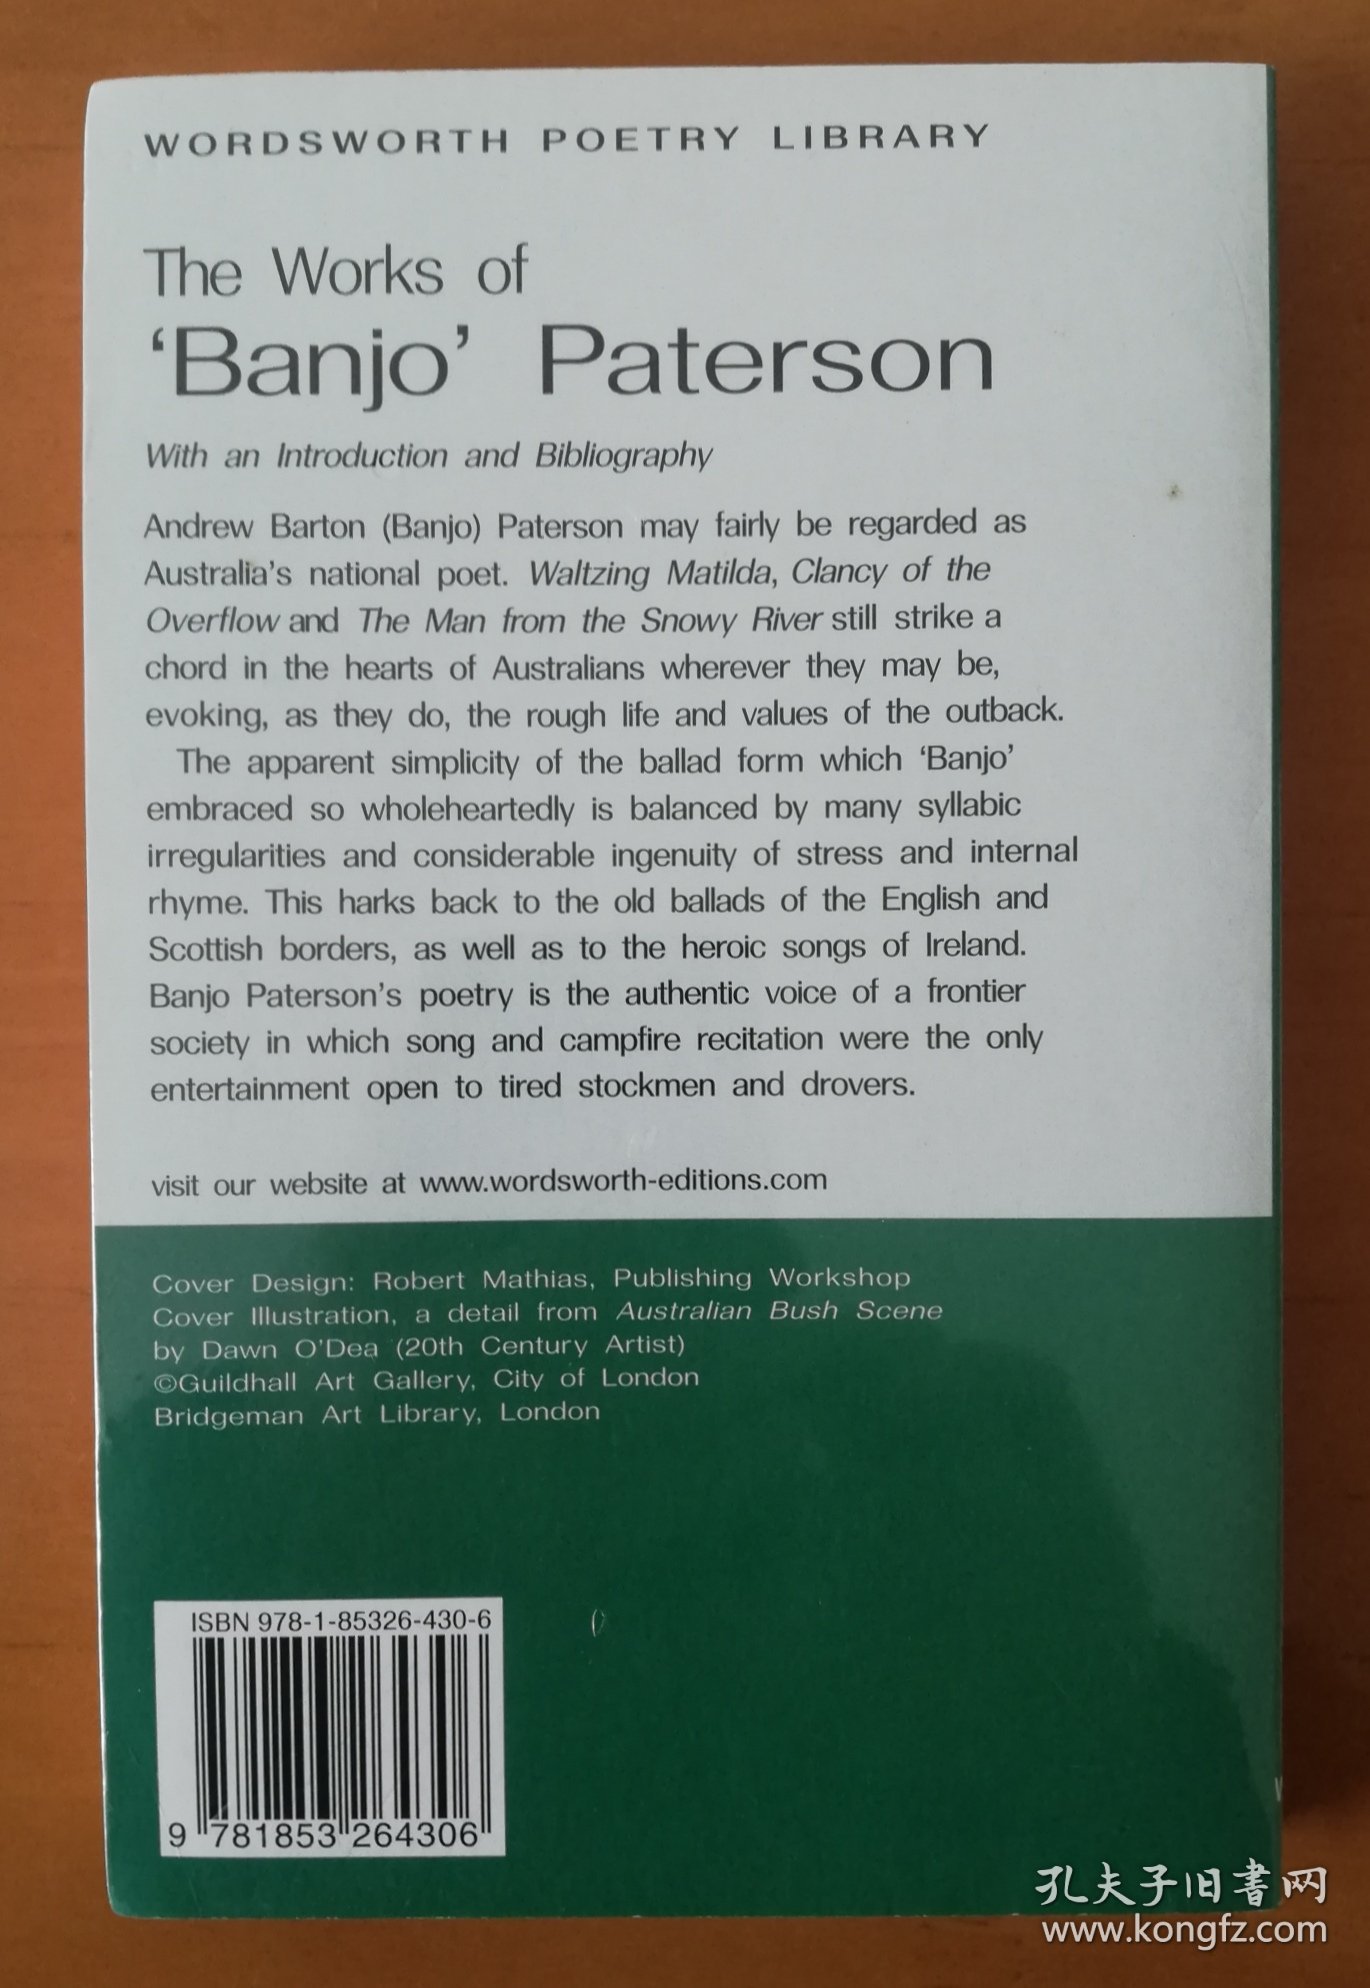 WORDSWORTH POETRY LIBRARY
The Works of
‘Banjo’ Paterson
With an Introduction and Bibliography
Andrew Barton (Banjo) Paterson may fairly be regarded as
Australia’s national poet. Waltzing Matilda, Clancy of the
Overflow and The Man from the Snowy River still strike a
chord in the hearts of Australians wherever they may be,
evoking, as they do, the rough life and values of the outback.
The apparent simplicity of the ballad form which ‘Banjo’
embraced so wholeheartedly is balanced by many syllabic
irregularities and considerable ingenuity of stress and internal
rhyme. This harks back to the old ballads of the English and
Scottish borders, as well as to the heroic songs of Ireland.
Banjo Paterson’s poetry is the authentic voice of a frontier
society in which song and campfire recitation were the only
entertainment open to tired stockmen and drovers.
visit our website at www.wordsworth-editions.com
Cover Design: Robert Mathias, Publishing Workshop
Cover Illustration, a detail from Australian Bush Scene
by Dawn O’Dea (20th Century Artist)
©Guildhall Art Gallery, City of London
Bridgeman Art Library, London
ISBN 978-1-85326-430-6
9 781853 264306
孔夫子旧書网
www.kongfz.com